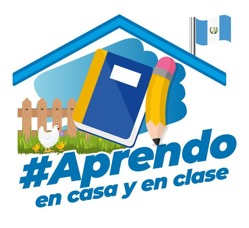 #Aprendo
en casa y en clase